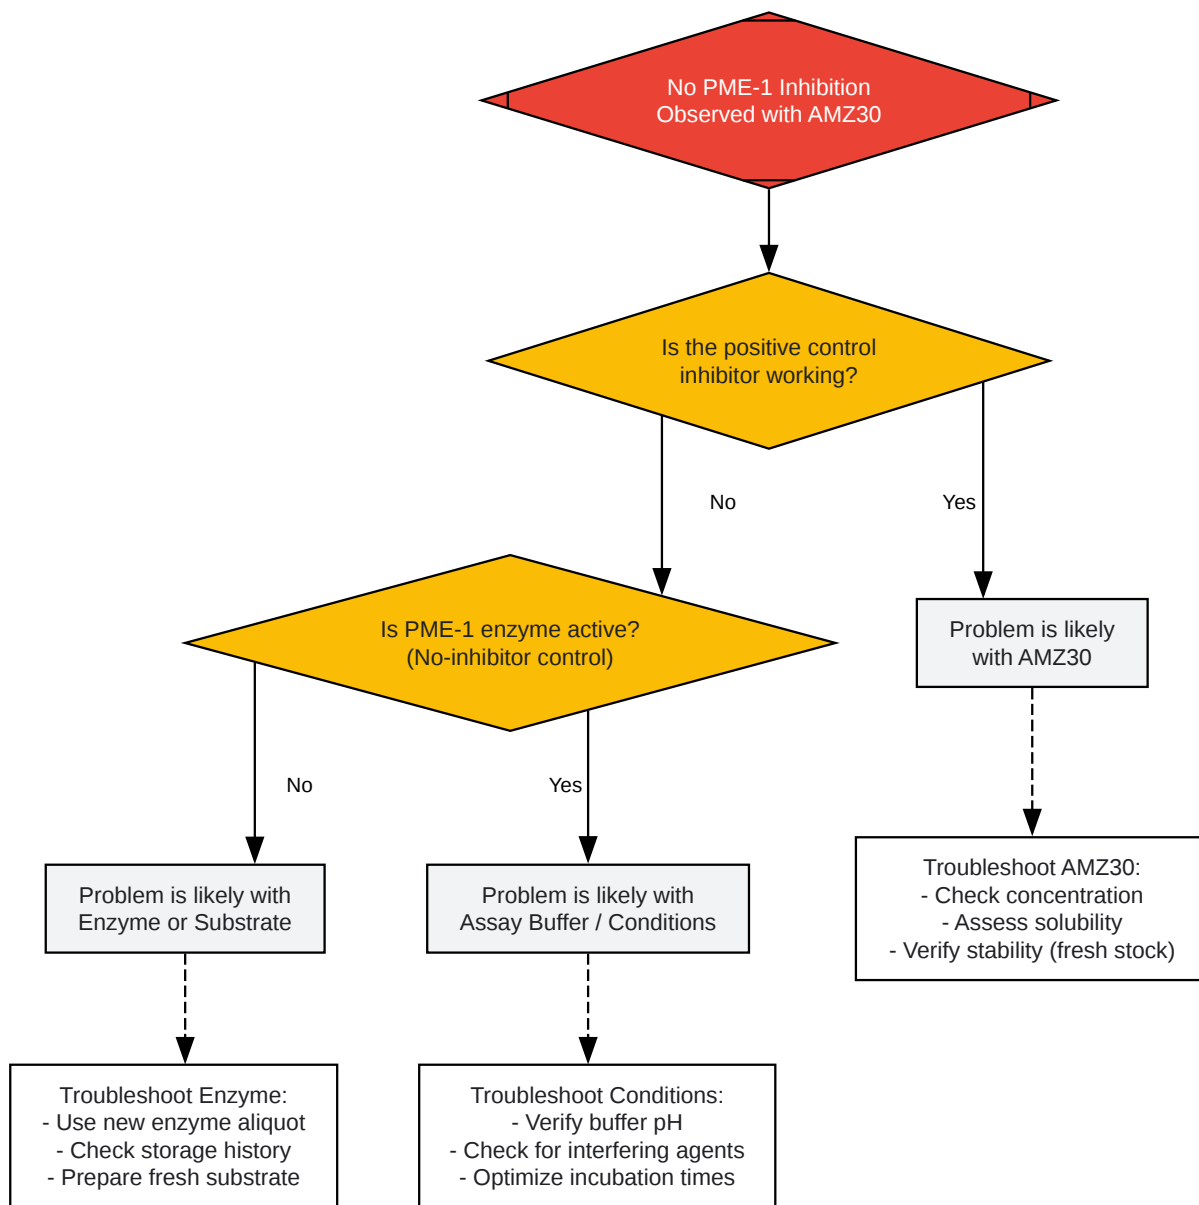 No PME-1 Inhibition
Observed with AMZ30
Is the positive control
inhibitor working?
No
Yes
Is PME-1 enzyme active?
(No-inhibitor control)
Problem is likely
with AMZ30
No
Yes
Troubleshoot AMZ30:
- Check concentration
- Assess solubility
- Verify stability (fresh stock)
Problem is likely with
Enzyme or Substrate
Problem is likely with
Assay Buffer / Conditions
Troubleshoot Enzyme:
- Use new enzyme aliquot
- Check storage history
- Prepare fresh substrate
Troubleshoot Conditions:
- Verify buffer pH
- Check for interfering agents
- Optimize incubation times